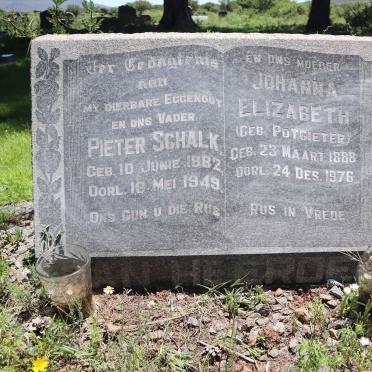 Ter Erdnknis
aan
My dierbare Eggenoot
en ons Vader
Pieter Schalk
Geb. 10 Junie 1882
Oorl. 18 Mei 1949
Ons gun u die Rus
En ons moeder
Johanna
Elizabeth
(Geb. Potgieter)
Geb. 23 Maart 1888
Oorl. 24 Des. 1976
Rus in Vrede